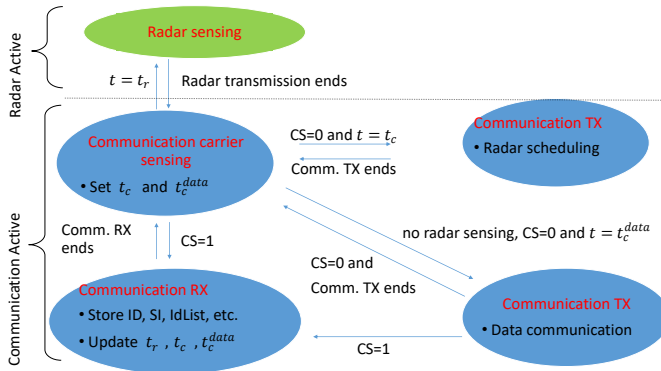 Radar Active
Radar sensing
t = t_r
Radar transmission ends
Communication Active
Communication carrier
sensing
• Set t_c and t_c^{data}
CS=0 and t = t_c
Comm. TX ends
Communication TX
• Radar scheduling
Comm. RX
ends
CS=1
no radar sensing, CS=0 and t = t_c^{data}
CS=0 and
Comm. TX ends
Communication RX
• Store ID, SI, IdList, etc.
• Update t_r , t_c , t_c^{data}
CS=1
Communication TX
• Data communication